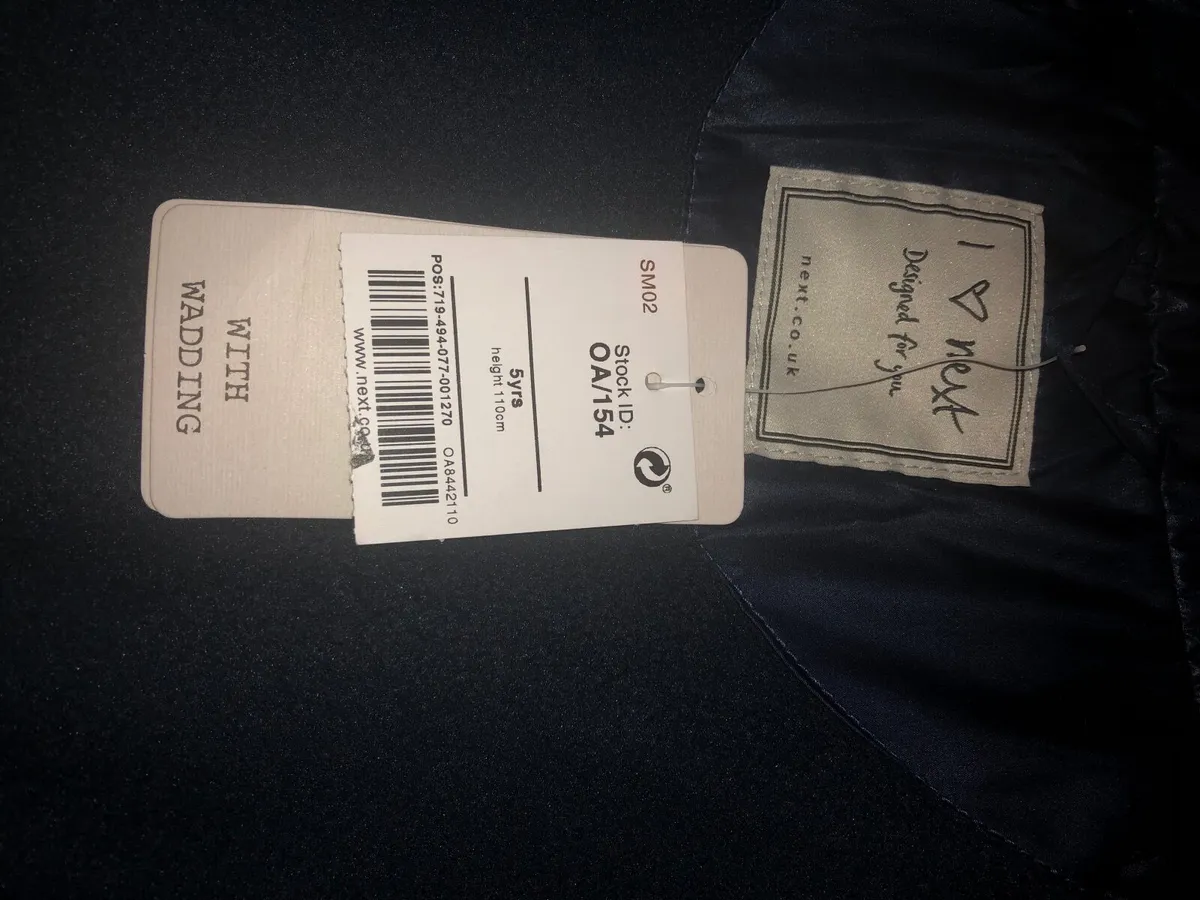 I ♡ next
Designed for you
next.co.uk
SM02
Stock ID:
OA/154
5yrs
height 110cm
POS:719-494-077-001270 OA8442110
www.next.co.u
WITH
WADDING